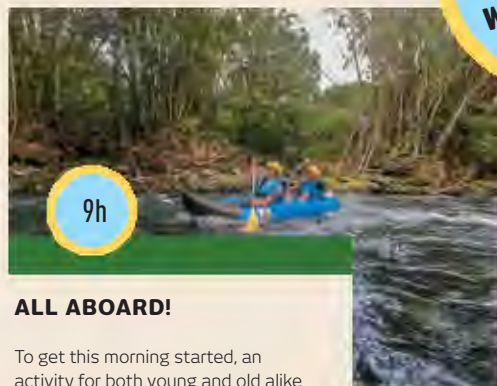 9h
ALL ABOARD!
To get this morning started, an
activity for both young and old alike